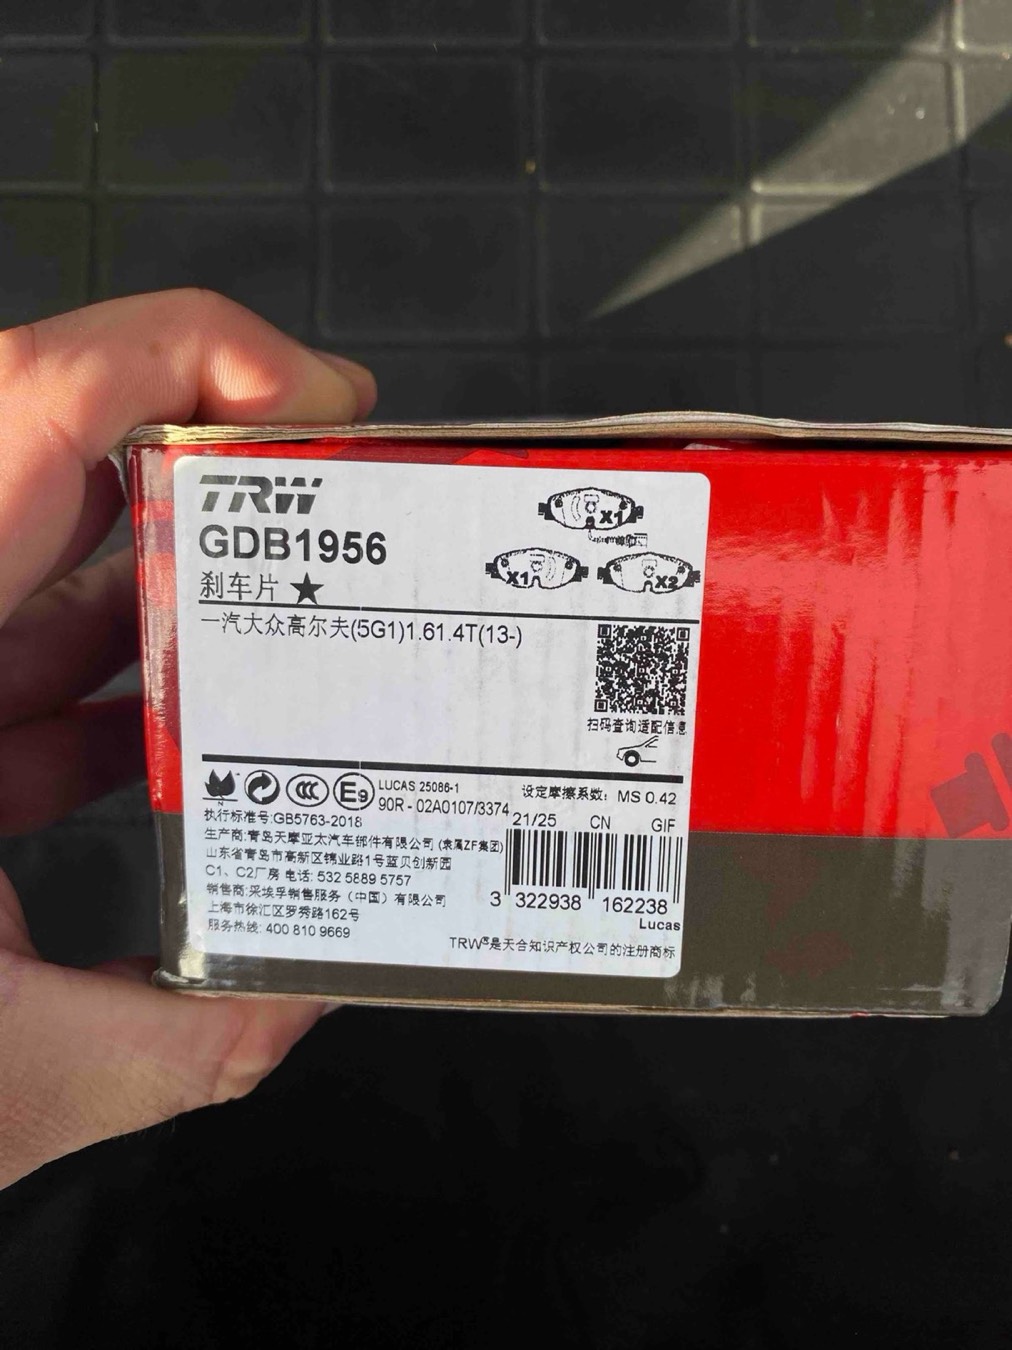 TRW
GDB1956
刹车片 ★
X1
X1
X2
一汽大众高尔夫(5G1)1.61.4T(13-)
扫码查询适配信息
E9
LUCAS 25086-1
90R - 02A0107/3374
设定摩擦系数: MS 0.42
执行标准号:GB5763-2018
21/25 CN GIF
生产商:青岛天摩亚太汽车部件有限公司 (隶属ZF集团)
山东省青岛市高新区锦业路1号蓝贝创新园
C1、C2厂房 电话: 532 5889 5757
销售商:采埃孚销售服务（中国）有限公司
上海市徐汇区罗秀路162号
服务热线: 400 810 9669
3 322938 162238
Lucas
TRW®是天合知识产权公司的注册商标